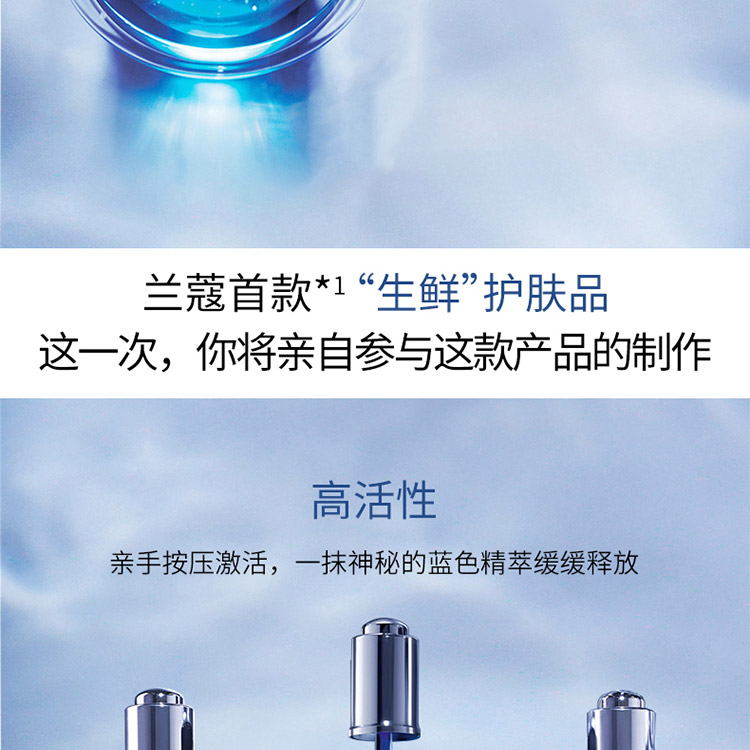 兰蔻首款*1“生鲜”护肤品
这一次，你将亲自参与这款产品的制作
高活性
亲手按压激活，一抹神秘的蓝色精萃缓缓释放